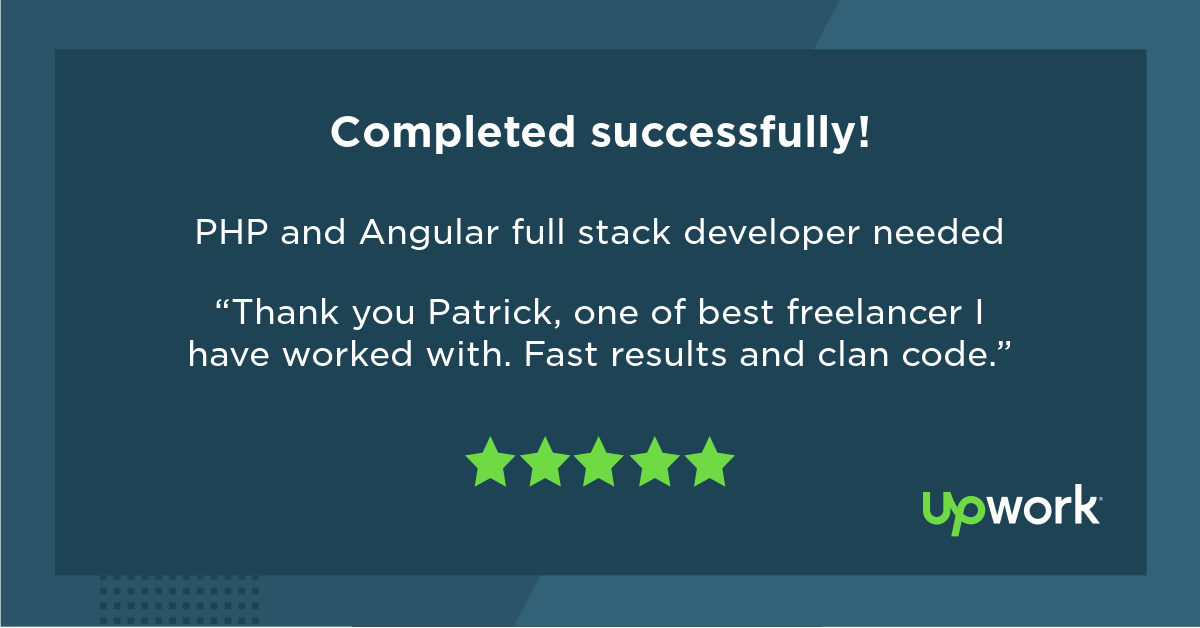 Completed successfully!
PHP and Angular full stack developer needed
“Thank you Patrick, one of best freelancer I
have worked with. Fast results and clan code.”
upwork